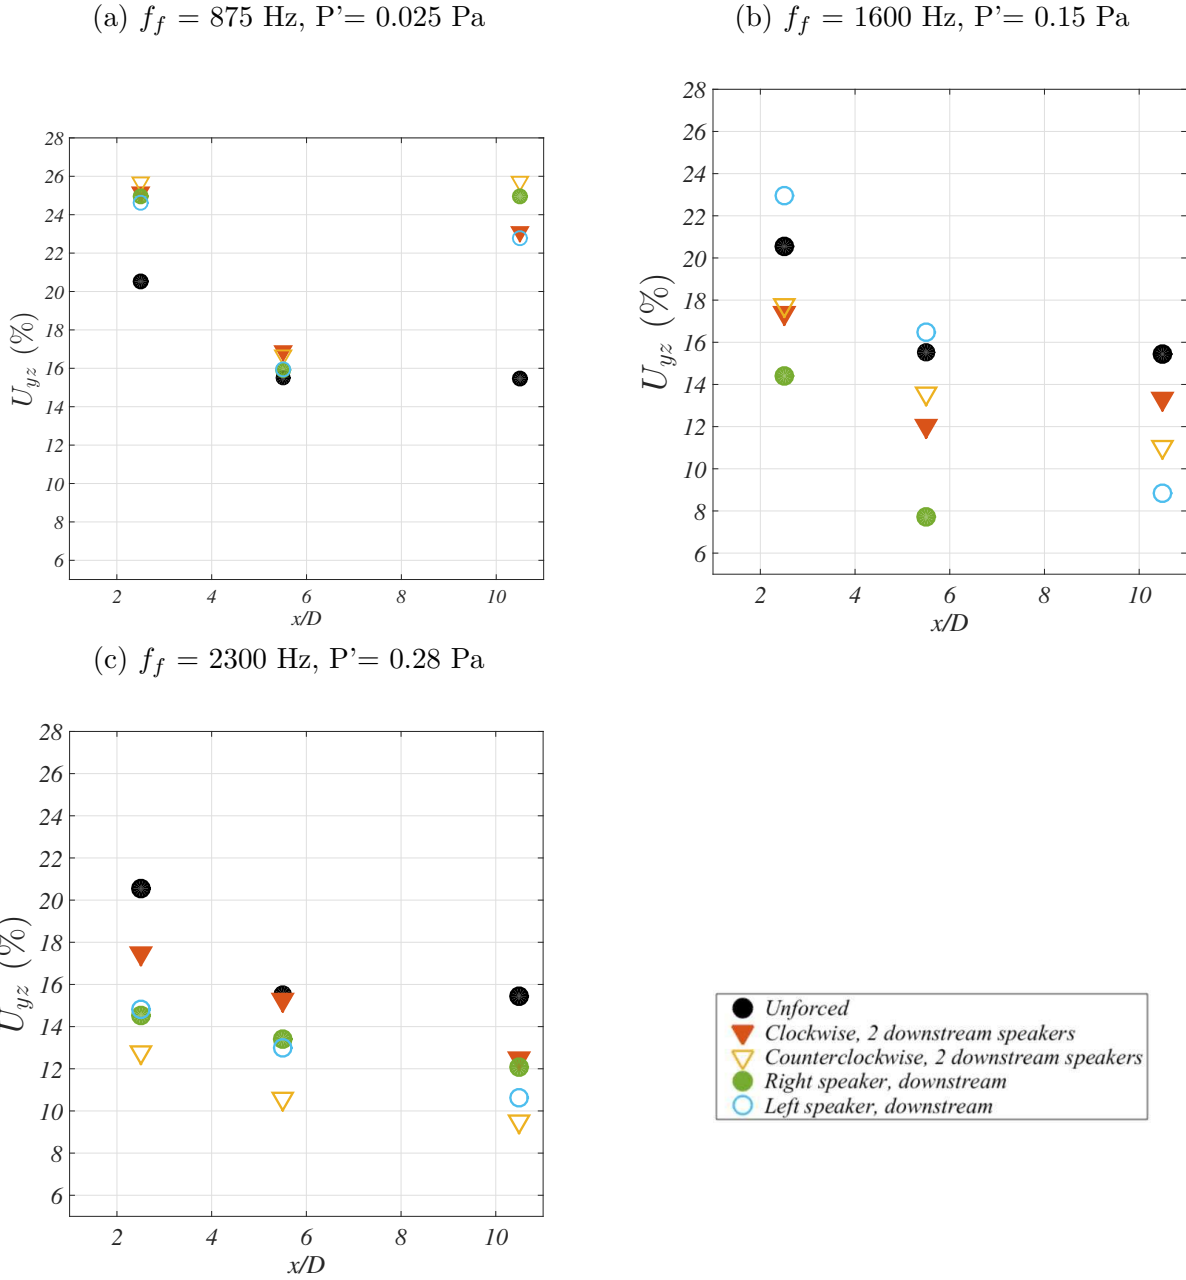 (a) f_f = 875 Hz, P'= 0.025 Pa
28
26
24
22
20
18
16
14
12
10
8
6
U_yz (%)
2 4 6 8 10
x/D
(b) f_f = 1600 Hz, P'= 0.15 Pa
28
26
24
22
20
18
16
14
12
10
8
6
U_yz (%)
2 4 6 8 10
x/D
(c) f_f = 2300 Hz, P'= 0.28 Pa
28
26
24
22
20
18
16
14
12
10
8
6
U_yz (%)
2 4 6 8 10
x/D
Unforced
Clockwise, 2 downstream speakers
Counterclockwise, 2 downstream speakers
Right speaker, downstream
Left speaker, downstream